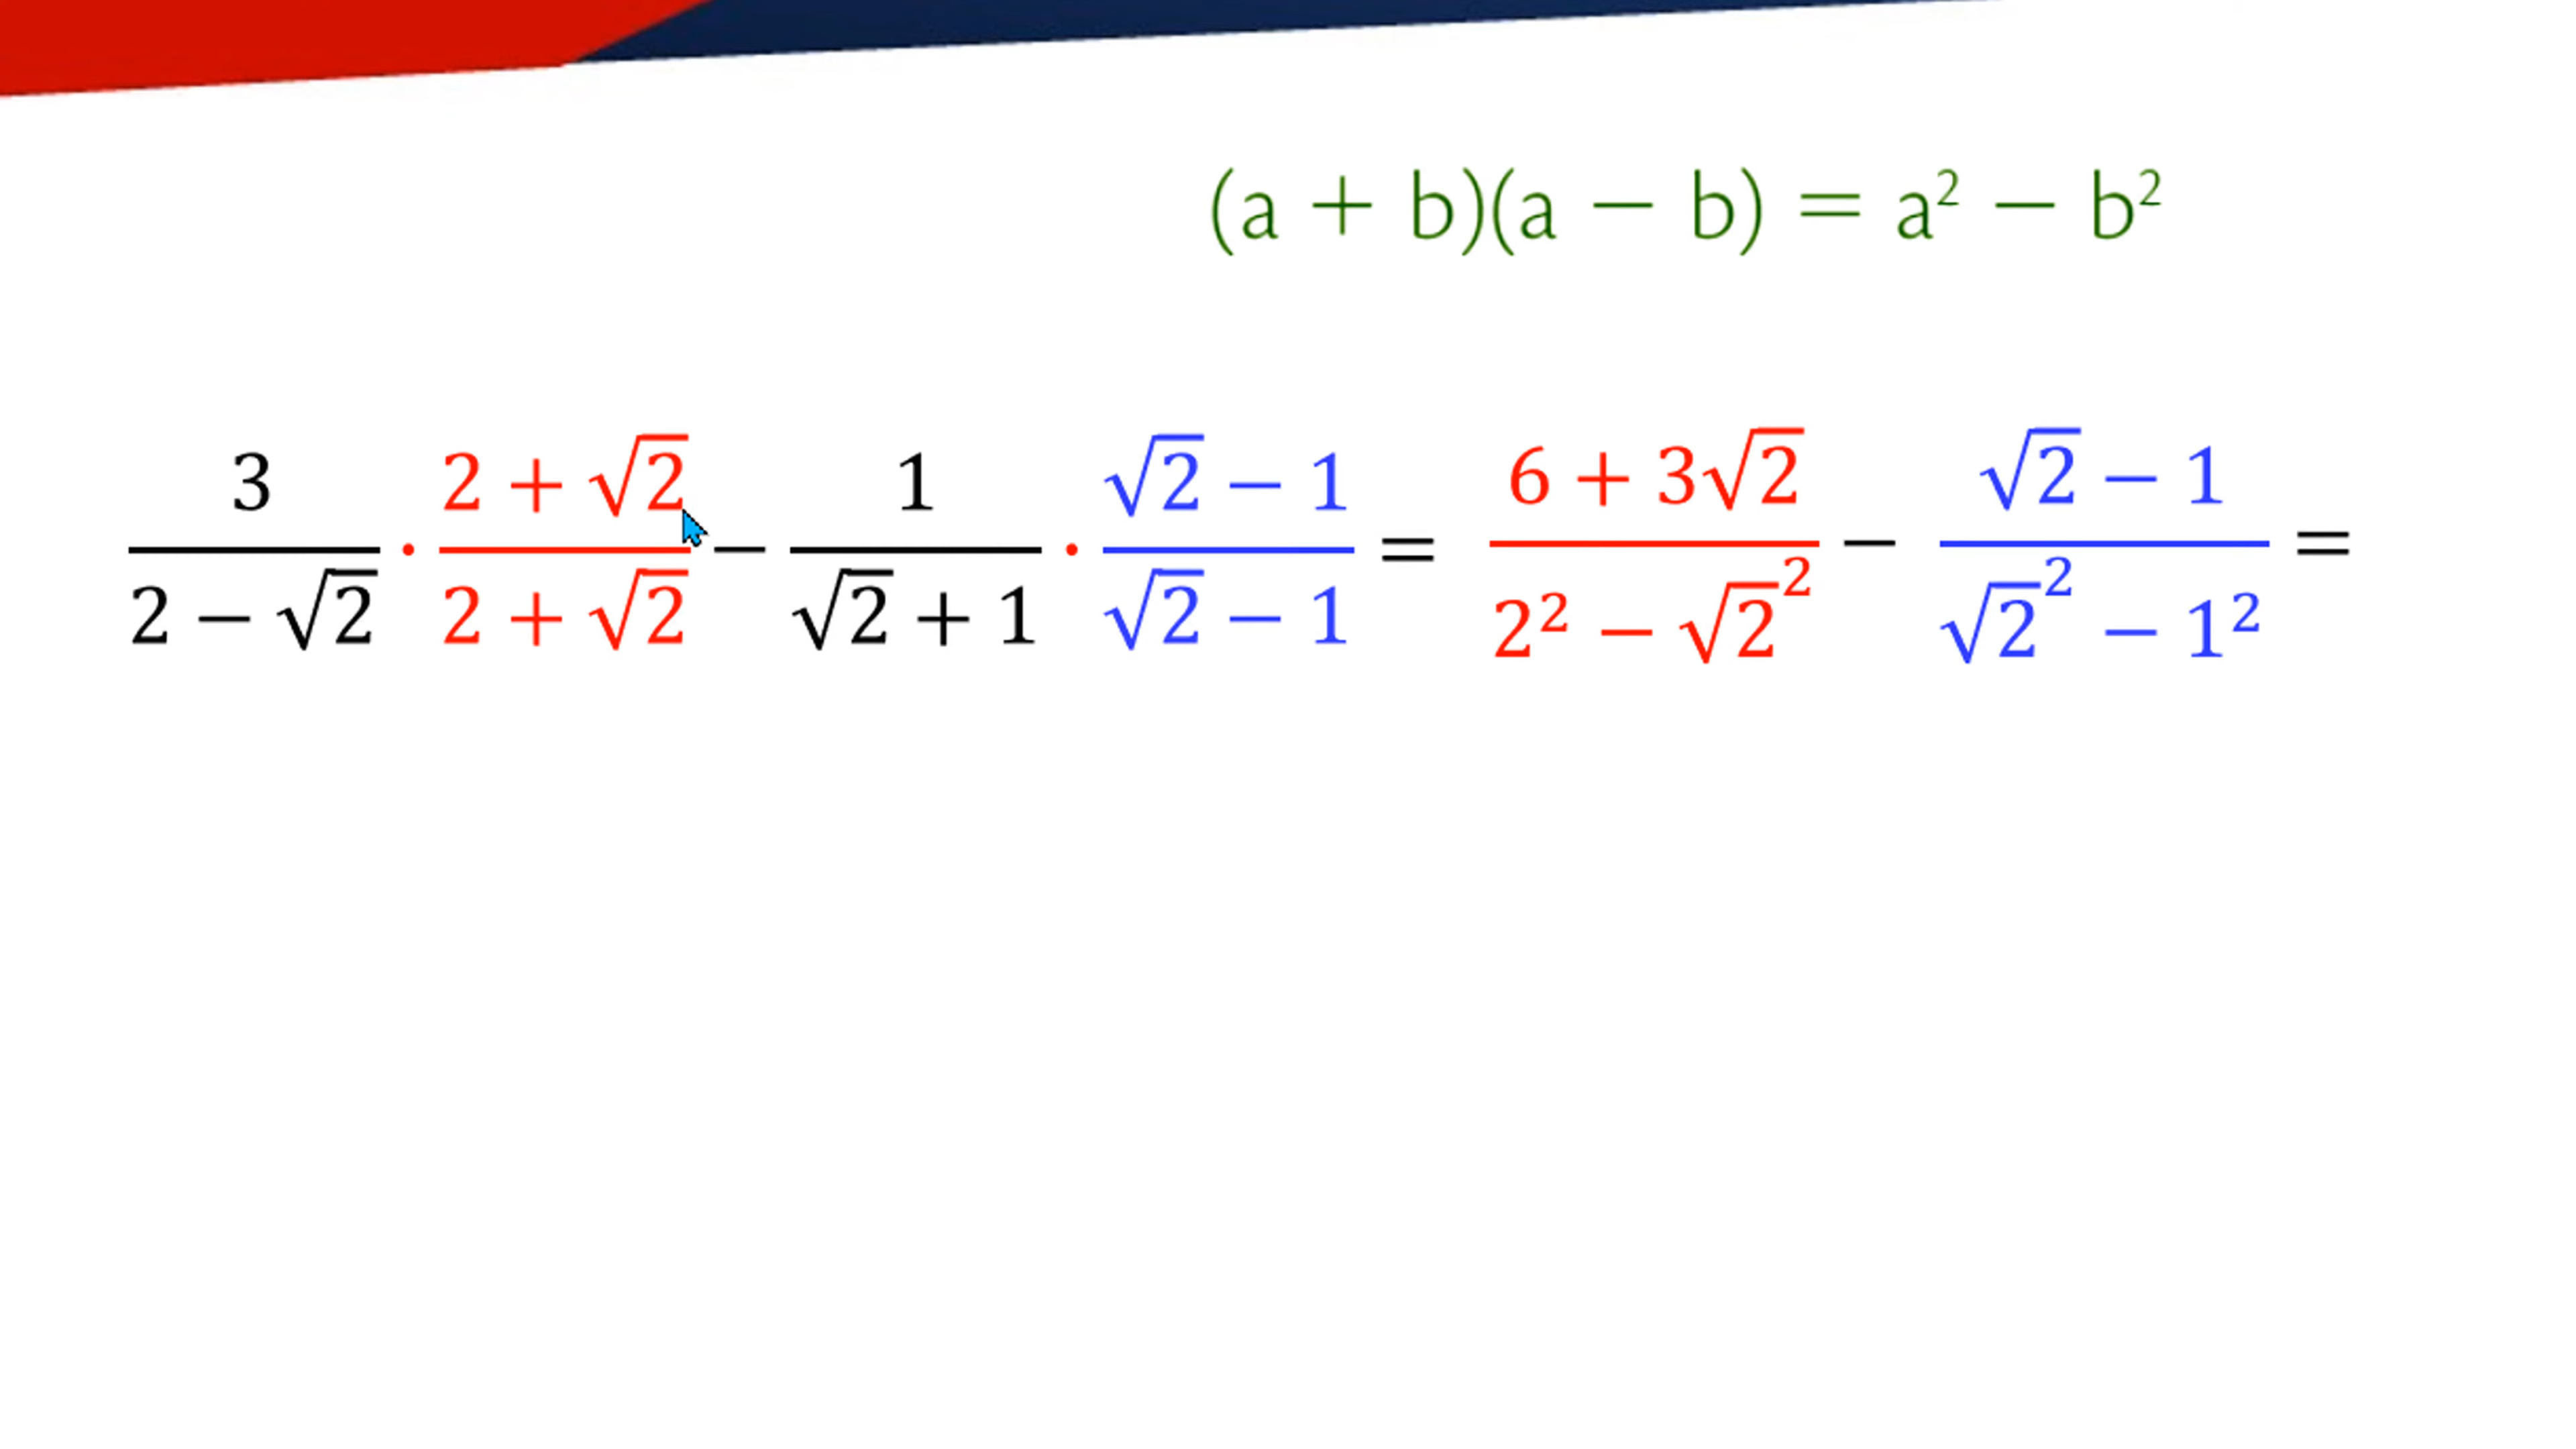 (a + b)(a − b) = a² − b²
3/(2 − √2) · (2 + √2)/(2 + √2) − 1/(√2 + 1) · (√2 − 1)/(√2 − 1) = (6 + 3√2)/(2² − √2²) − (√2 − 1)/(√2² − 1²) =